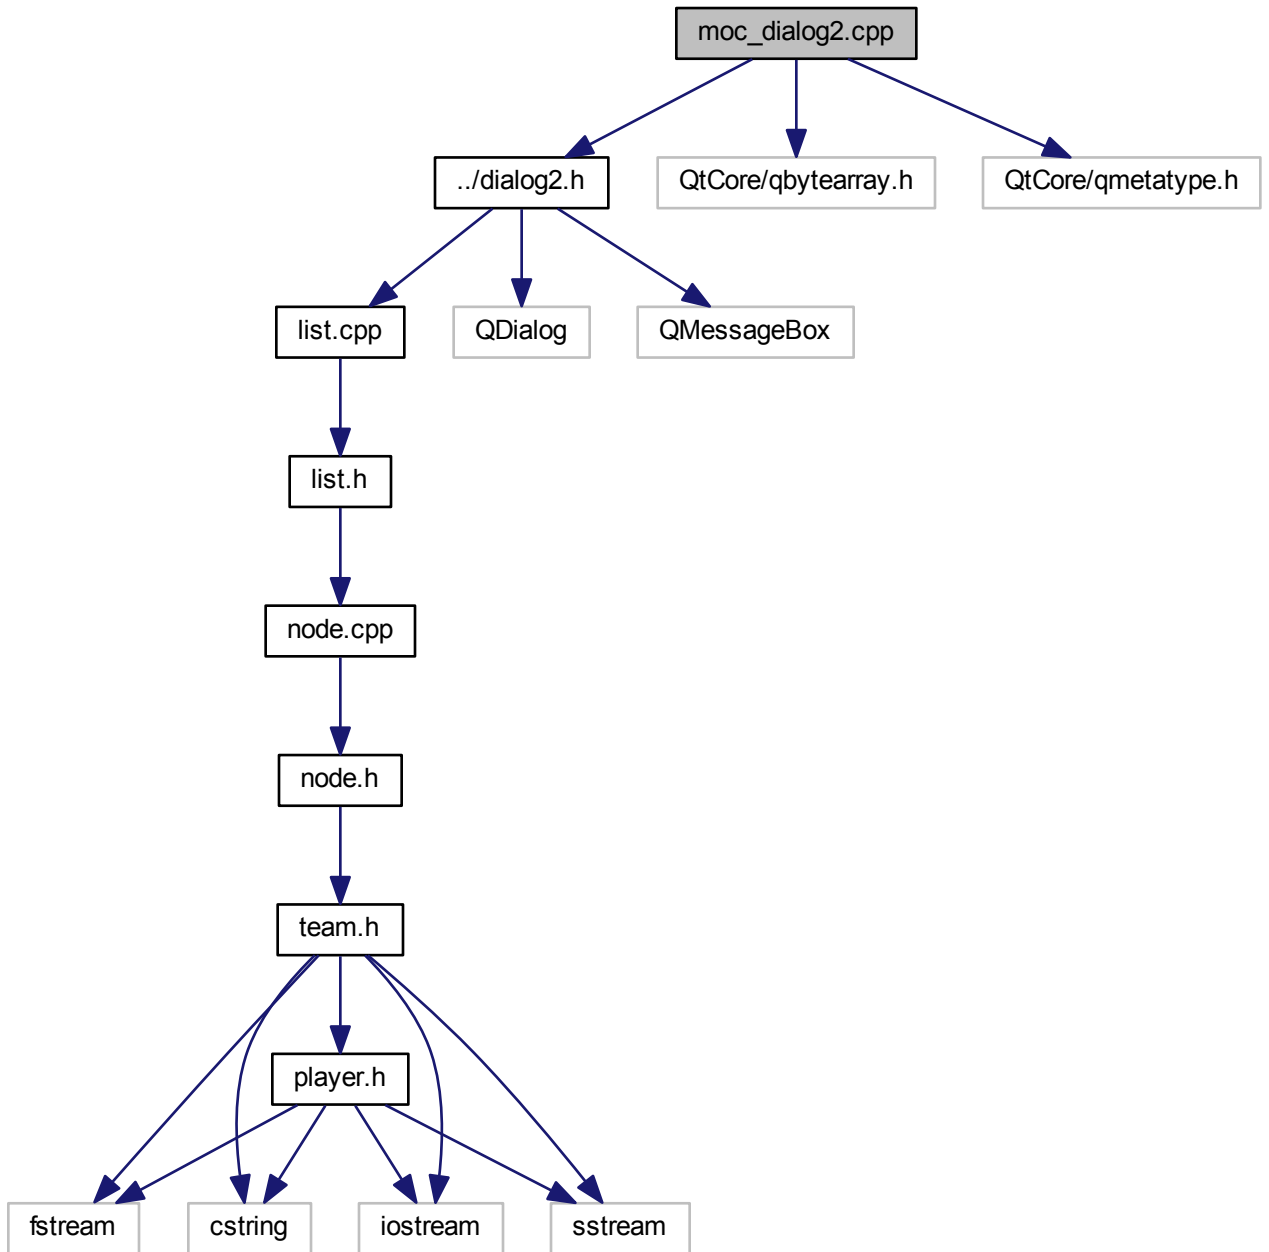 moc_dialog2.cpp
../dialog2.h
QtCore/qbytearray.h
QtCore/qmetatype.h
list.cpp
QDialog
QMessageBox
list.h
node.cpp
node.h
team.h
player.h
fstream
cstring
iostream
sstream